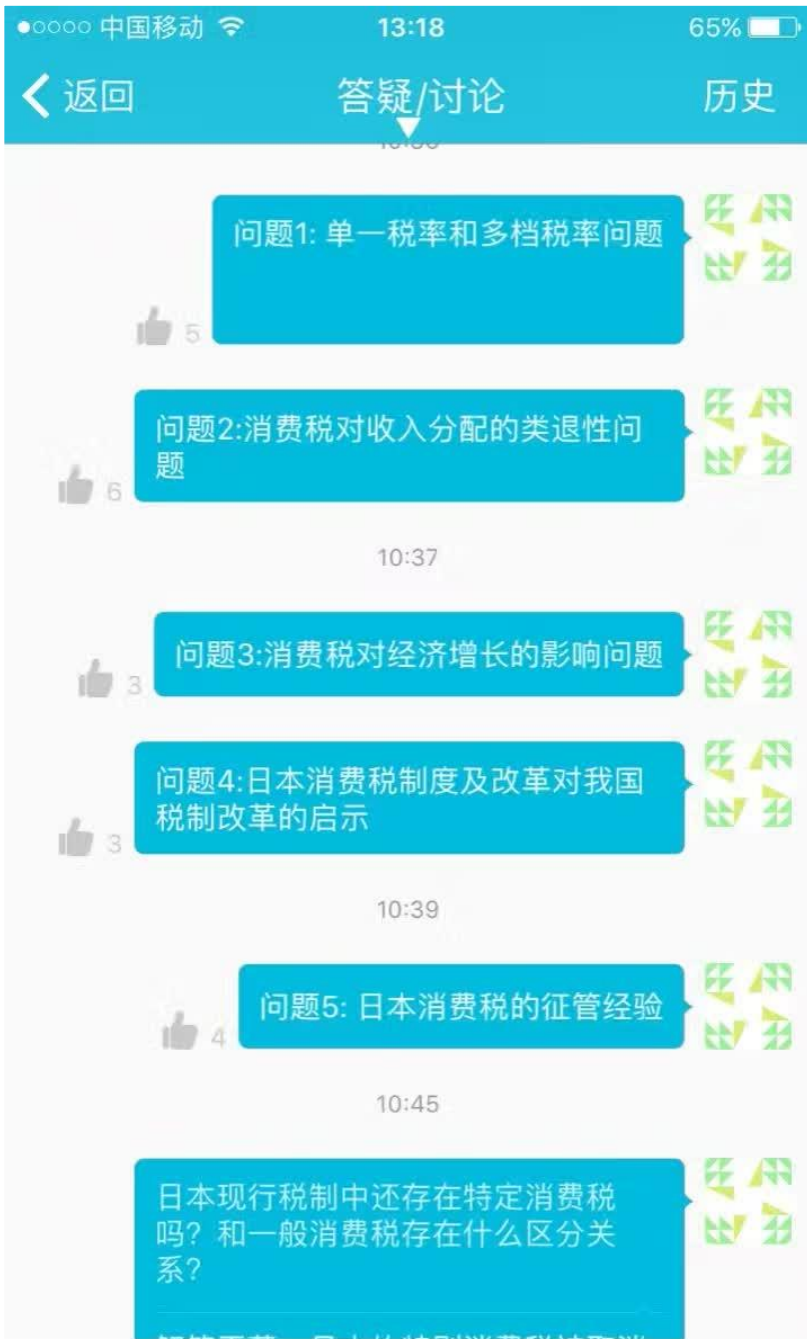 中国移动 13:18 65%
返回 答疑/讨论 历史
问题1: 单一税率和多档税率问题
5
问题2:消费税对收入分配的类退性问
题
6
10:37
问题3:消费税对经济增长的影响问题
3
问题4:日本消费税制度及改革对我国
税制改革的启示
3
10:39
问题5: 日本消费税的征管经验
4
10:45
日本现行税制中还存在特定消费税
吗？和一般消费税存在什么区分关
系？